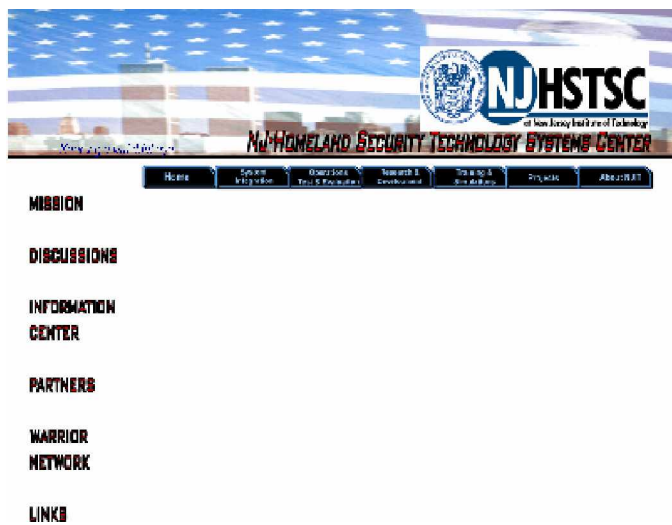 NJHSTSC
at New Jersey Institute of Technology
NJ-HOMELAND SECURITY TECHNOLOGY SYSTEMS CENTER
Home System Integration Operations Test & Evaluation Research & Development Training & Simulations Projects About NJIT
MISSION
DISCUSSIONS
INFORMATION
CENTER
PARTNERS
WARRIOR
NETWORK
LINKS